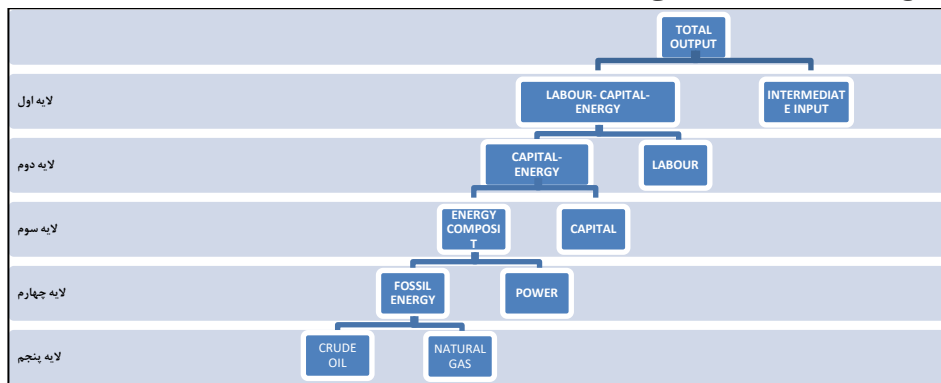 TOTAL
OUTPUT
لایه اول
LABOUR- CAPITAL-
ENERGY
INTERMEDIAT
E INPUT
لایه دوم
CAPITAL-
ENERGY
LABOUR
لایه سوم
ENERGY
COMPOSI
T
CAPITAL
لایه چهارم
FOSSIL
ENERGY
POWER
لایه پنجم
CRUDE
OIL
NATURAL
GAS